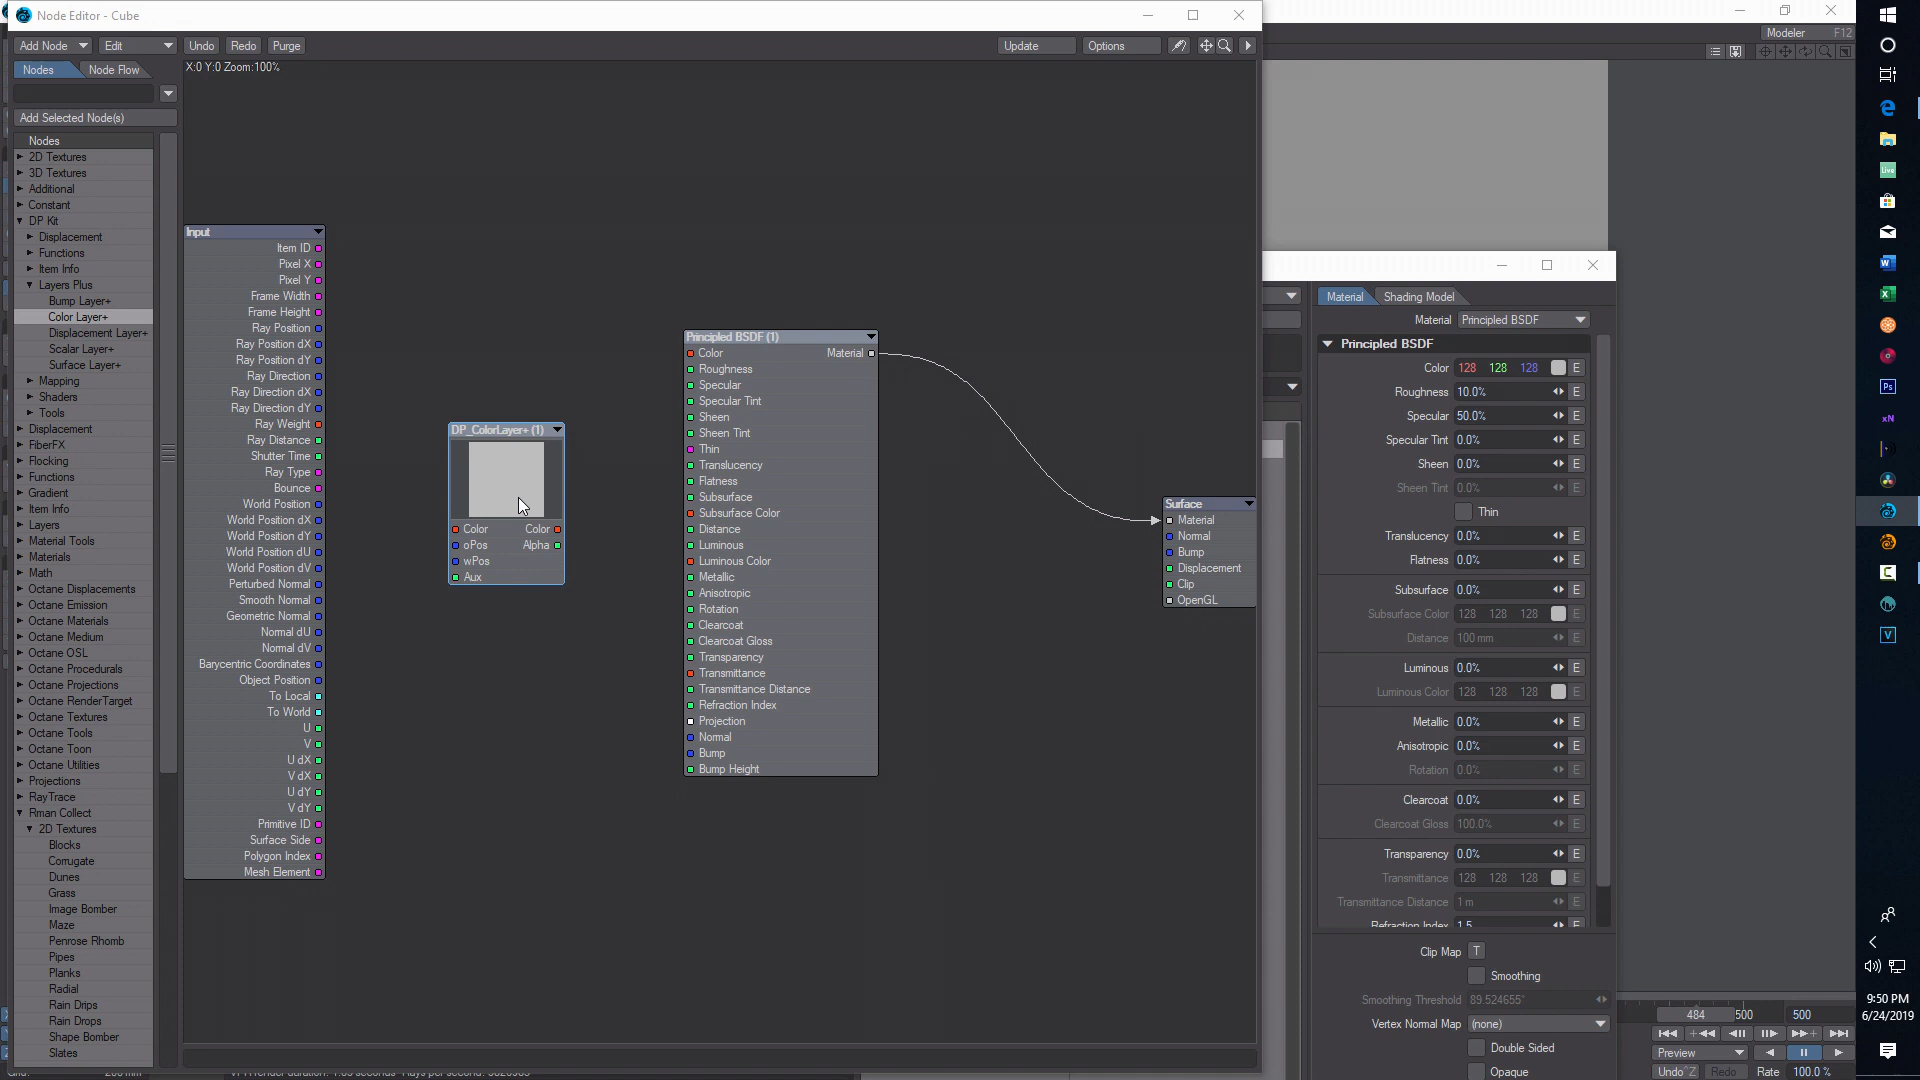 Node Editor - Cube
Modeler F12
Add Node
Edit
Undo
Redo
Purge
Update
Options
Nodes
Node Flow
X:0 Y:0 Zoom:100%
Add Selected Node(s)
Nodes
2D Textures
3D Textures
Additional
Constant
DP Kit
Displacement
Functions
Item Info
Layers Plus
Bump Layer+
Color Layer+
Displacement Layer+
Scalar Layer+
Surface Layer+
Mapping
Shaders
Tools
Displacement
FiberFX
Flocking
Functions
Gradient
Item Info
Layers
Material Tools
Materials
Math
Octane Displacements
Octane Emission
Octane Materials
Octane Medium
Octane OSL
Octane Procedurals
Octane Projections
Octane RenderTarget
Octane Textures
Octane Tools
Octane Toon
Octane Utilities
Projections
RayTrace
Rman Collect
2D Textures
Blocks
Corrugate
Dunes
Grass
Image Bomber
Maze
Penrose Rhomb
Pipes
Planks
Radial
Rain Drips
Rain Drops
Shape Bomber
Slates
Input
Item ID
Pixel X
Pixel Y
Frame Width
Frame Height
Ray Position
Ray Position dX
Ray Position dY
Ray Direction
Ray Direction dX
Ray Direction dY
Ray Weight
Ray Distance
Shutter Time
Ray Type
Bounce
World Position
World Position dX
World Position dY
World Position dU
World Position dV
Perturbed Normal
Smooth Normal
Geometric Normal
Normal dU
Normal dV
Barycentric Coordinates
Object Position
To Local
To World
U
V
U dX
V dX
U dY
V dY
Primitive ID
Surface Side
Polygon Index
Mesh Element
DP_ColorLayer+ (1)
Color Color
oPos Alpha
wPos
Aux
Principled BSDF (1)
Color Material
Roughness
Specular
Specular Tint
Sheen
Sheen Tint
Thin
Translucency
Flatness
Subsurface
Subsurface Color
Distance
Luminous
Luminous Color
Metallic
Anisotropic
Rotation
Clearcoat
Clearcoat Gloss
Transparency
Transmittance
Transmittance Distance
Refraction Index
Projection
Normal
Bump
Bump Height
Surface
Material
Normal
Bump
Displacement
Clip
OpenGL
Material
Shading Model
Material Principled BSDF
Principled BSDF
Color 128 128 128 E
Roughness 10.0% E
Specular 50.0% E
Specular Tint 0.0% E
Sheen 0.0% E
Sheen Tint 0.0% E
Thin
Translucency 0.0% E
Flatness 0.0% E
Subsurface 0.0% E
Subsurface Color 128 128 128 E
Distance 100 mm E
Luminous 0.0% E
Luminous Color 128 128 128 E
Metallic 0.0% E
Anisotropic 0.0% E
Rotation 0.0% E
Clearcoat 0.0% E
Clearcoat Gloss 100.0% E
Transparency 0.0% E
Transmittance 128 128 128 E
Transmittance Distance 1 m E
Refraction Index 1.5 E
Clip Map T
Smoothing
Smoothing Threshold 89.524655°
Vertex Normal Map (none)
Double Sided
Opaque
484 500 500
Preview
Undo ^Z Redo Rate 100.0 %
Live
Ps
xN
V
9:50 PM
6/24/2019